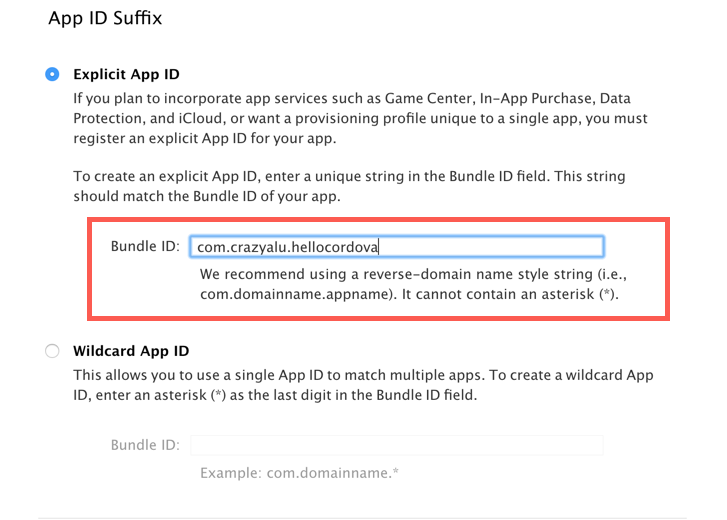 App ID Suffix
Explicit App ID
If you plan to incorporate app services such as Game Center, In-App Purchase, Data
Protection, and iCloud, or want a provisioning profile unique to a single app, you must
register an explicit App ID for your app.
To create an explicit App ID, enter a unique string in the Bundle ID field. This string
should match the Bundle ID of your app.
Bundle ID: com.crazyalu.hellocordova
We recommend using a reverse-domain name style string (i.e.,
com.domainname.appname). It cannot contain an asterisk (*).
Wildcard App ID
This allows you to use a single App ID to match multiple apps. To create a wildcard App
ID, enter an asterisk (*) as the last digit in the Bundle ID field.
Bundle ID:
Example: com.domainname.*